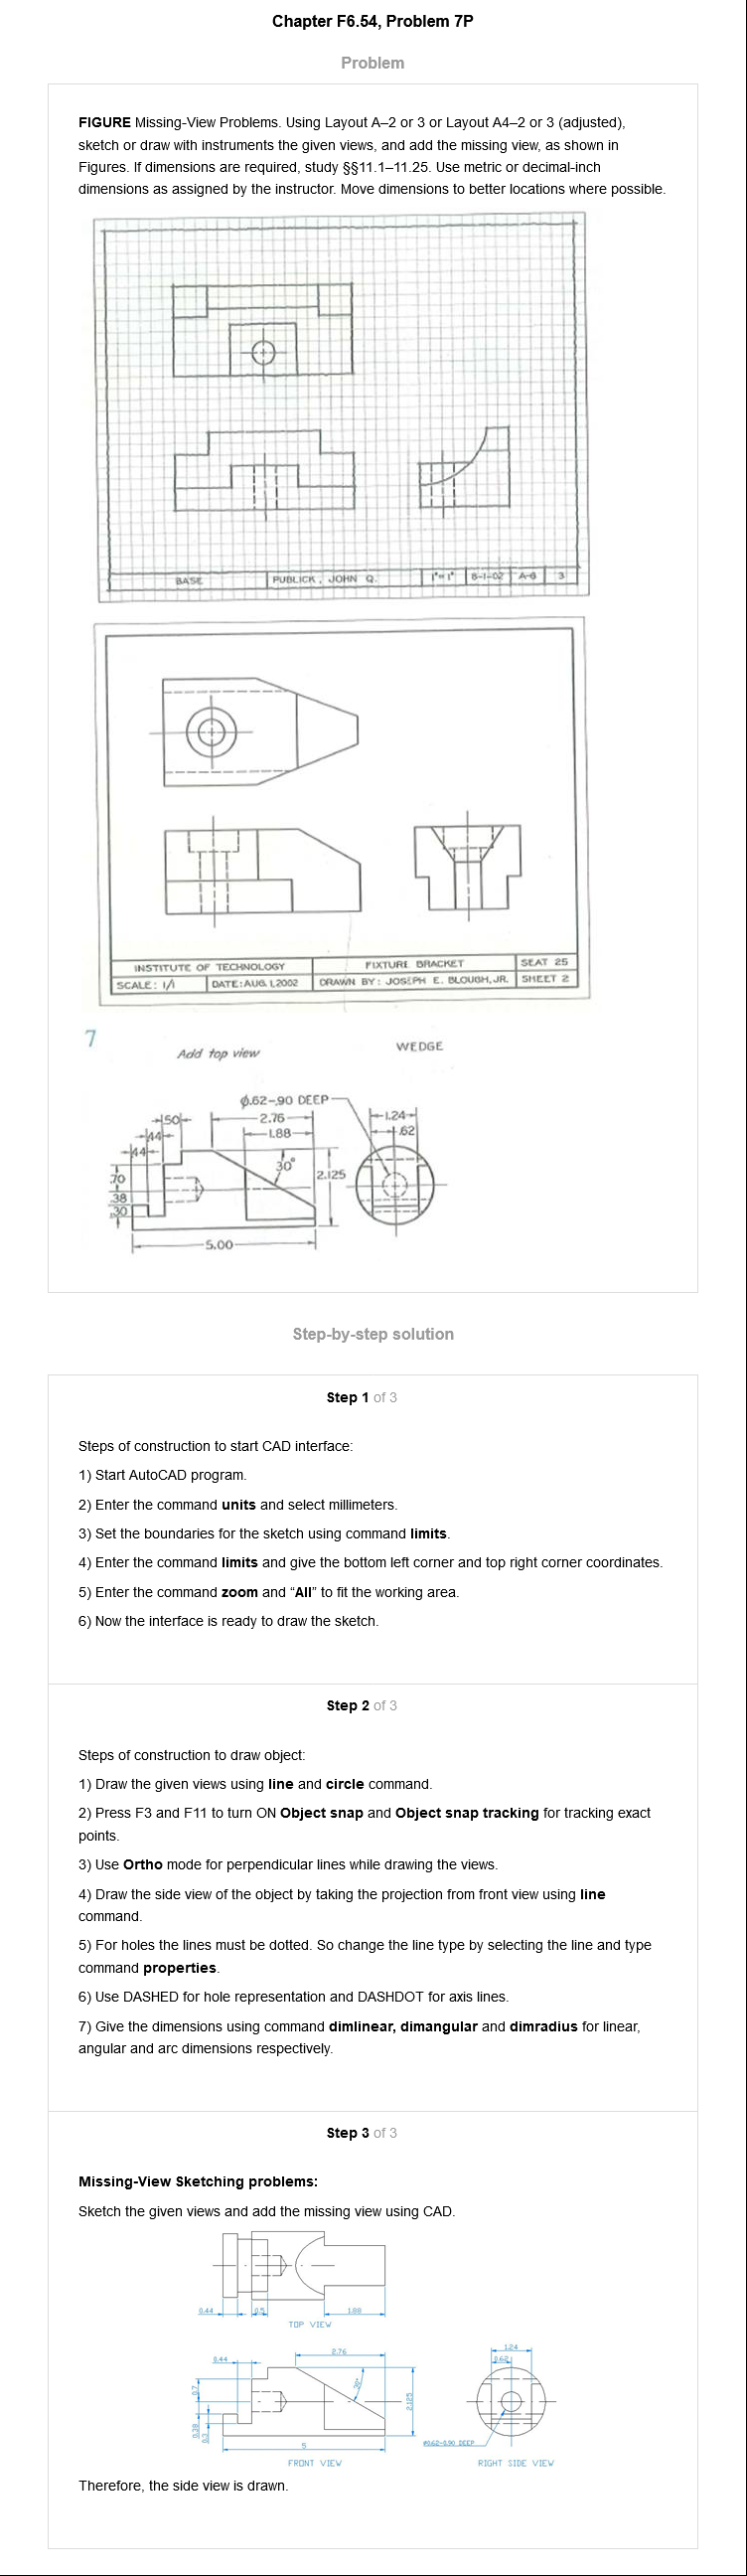 Chapter F6.54, Problem 7P
Problem
FIGURE Missing-View Problems. Using Layout A–2 or 3 or Layout A4–2 or 3 (adjusted),
sketch or draw with instruments the given views, and add the missing view, as shown in
Figures. If dimensions are required, study §§11.1–11.25. Use metric or decimal-inch
dimensions as assigned by the instructor. Move dimensions to better locations where possible.
BASE PUBLICK, JOHN Q. 1"=1" 8-1-02 A-8 3
INSTITUTE OF TECHNOLOGY FIXTURE BRACKET SEAT 25
SCALE: 1/1 DATE: AUG. 1, 2002 DRAWN BY: JOSEPH E. BLOUGH, JR. SHEET 2
7
Add top view WEDGE
∅.62-.90 DEEP
.50 2.76 1.24
.44 1.88 .62
.44
30°
.70 2.125
.38
.30
5.00
Step-by-step solution
Step 1 of 3
Steps of construction to start CAD interface:
1) Start AutoCAD program.
2) Enter the command units and select millimeters.
3) Set the boundaries for the sketch using command limits.
4) Enter the command limits and give the bottom left corner and top right corner coordinates.
5) Enter the command zoom and “All” to fit the working area.
6) Now the interface is ready to draw the sketch.
Step 2 of 3
Steps of construction to draw object:
1) Draw the given views using line and circle command.
2) Press F3 and F11 to turn ON Object snap and Object snap tracking for tracking exact
points.
3) Use Ortho mode for perpendicular lines while drawing the views.
4) Draw the side view of the object by taking the projection from front view using line
command.
5) For holes the lines must be dotted. So change the line type by selecting the line and type
command properties.
6) Use DASHED for hole representation and DASHDOT for axis lines.
7) Give the dimensions using command dimlinear, dimangular and dimradius for linear,
angular and arc dimensions respectively.
Step 3 of 3
Missing-View Sketching problems:
Sketch the given views and add the missing view using CAD.
0.44 0.5 1.88
TOP VIEW
2.76 1.24
0.44 0.62
30°
0.7 2.125
0.38 0.3
Ø0.62-0.90 DEEP
5
FRONT VIEW RIGHT SIDE VIEW
Therefore, the side view is drawn.